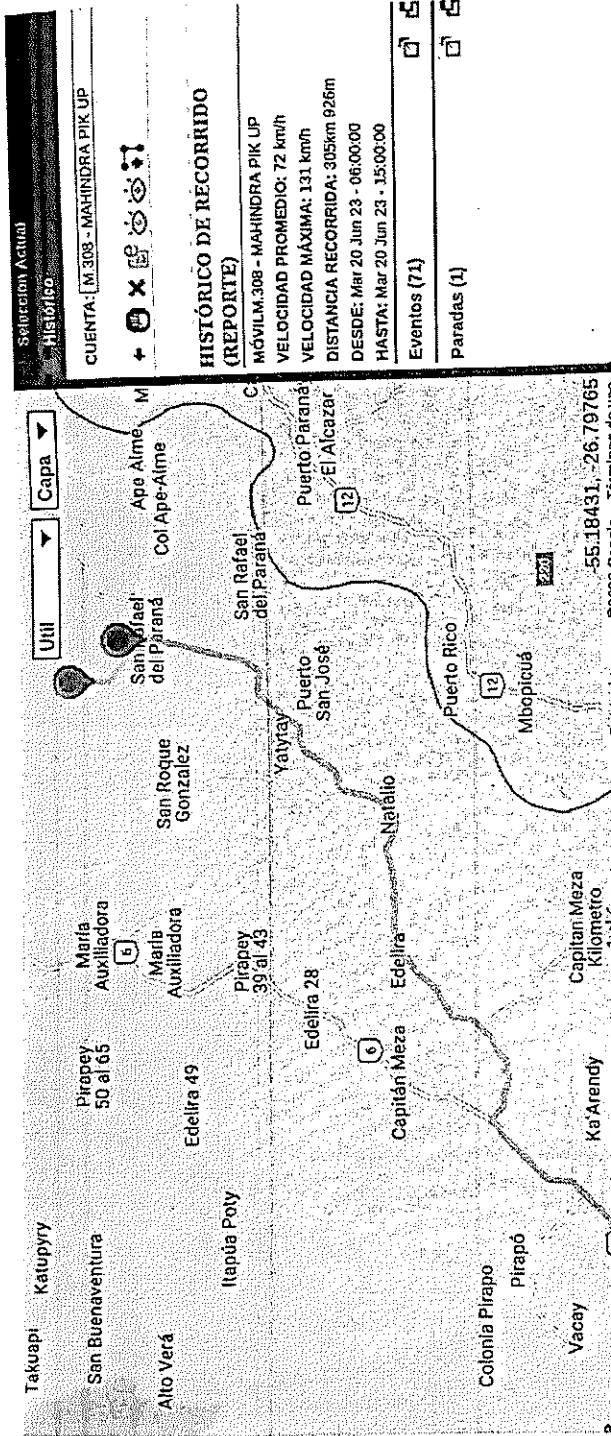 Selección Actual
Histórico
CUENTA: M 308 - MAHINDRA PIK UP
HISTÓRICO DE RECORRIDO
(REPORTE)
MÓVIL:M.308 - MAHINDRA PIK UP
VELOCIDAD PROMEDIO: 72 km/h
VELOCIDAD MÁXIMA: 131 km/h
DISTANCIA RECORRIDA: 305km 926m
DESDE: Mar 20 Jun 23 - 06:00:00
HASTA: Mar 20 Jun 23 - 15:00:00
Eventos (71)
Paradas (1)
Util
Capa
Takuapi
Katupyry
San Buenaventura
Alto Verá
Pirapey
50 al 65
María
Auxiliadora
6
María
Auxiliadora
San Roque
Gonzalez
San Rafael
del Paraná
Ape Aime
Col Ape-Aime
M
Edelira 49
Itapúa Poty
Pirapey
39 al 43
San Rafael
del Paraná
C
Yatytay
Puerto
San José
Puerto Paraná
El Alcazar
12
Edelira 28
6
Capitán Meza
Edelira
Natalio
Puerto Rico
12
Mbopicuá
220
Colonia Pirapo
Pirapó
Vacay
Ka'Arendy
Capitan Meza
Kilometro
-55.18431, -26.79765